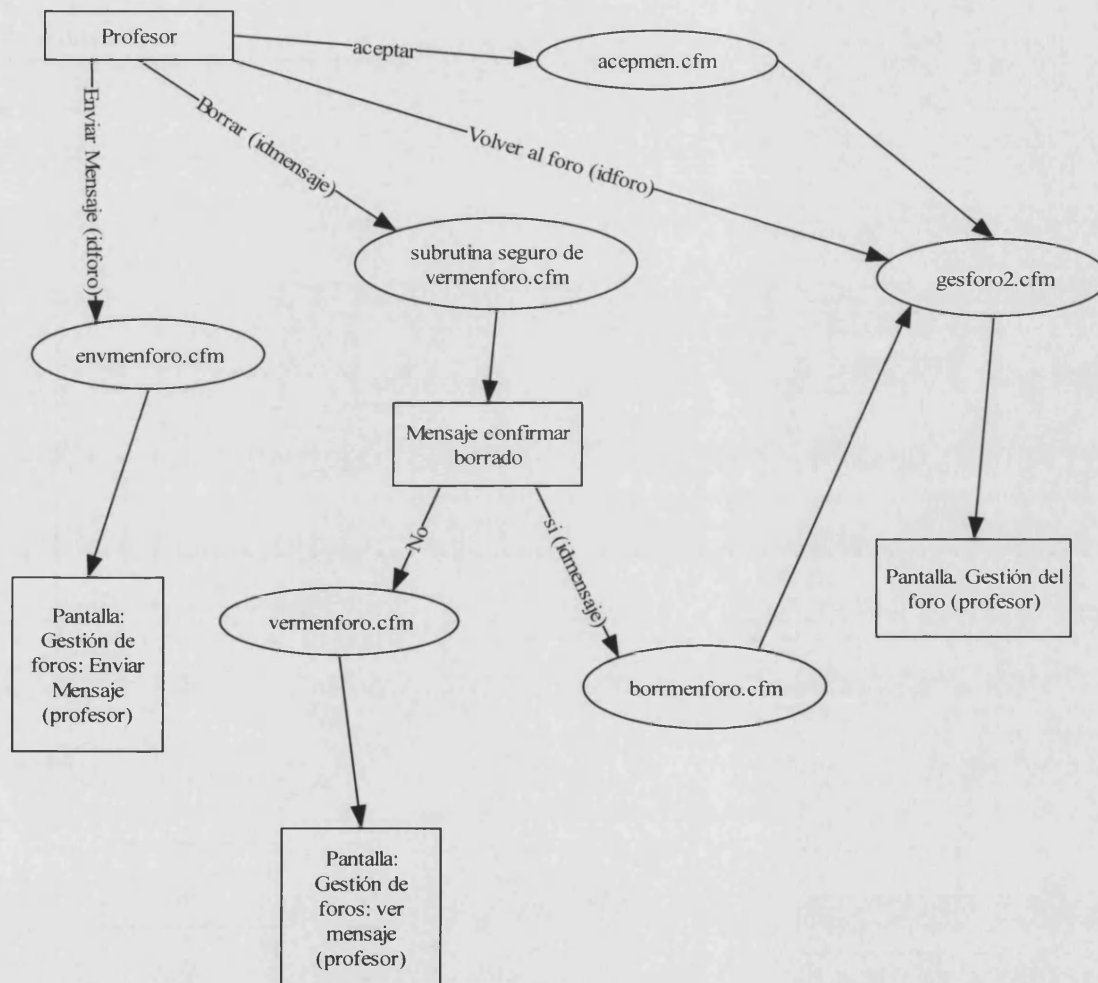 Profesor
aceptar
acepmen.cfm
Enviar Mensaje (idforo)
Borrar (idmensaje)
Volver al foro (idforo)
subrutina seguro de
vermenforo.cfm
gesforo2.cfm
envmenforo.cfm
Mensaje confirmar
borrado
No
si (idmensaje)
Pantalla. Gestión del
foro (profesor)
Pantalla:
Gestión de
foros: Enviar
Mensaje
(profesor)
vermenforo.cfm
borrmenforo.cfm
Pantalla:
Gestión de
foros: ver
mensaje
(profesor)